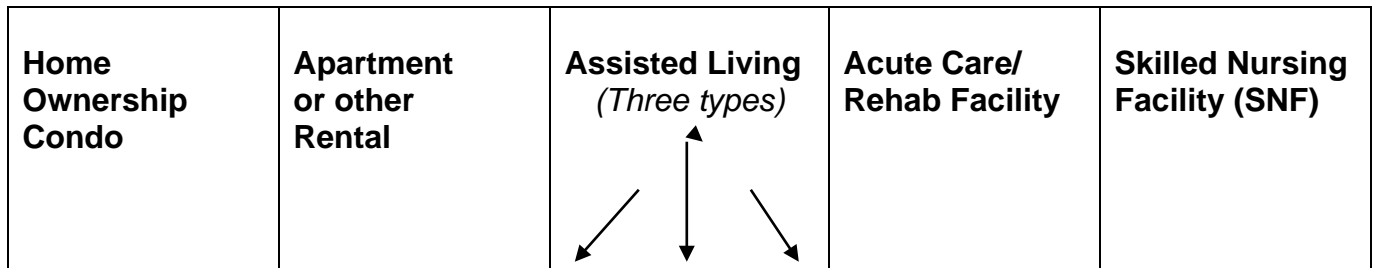 Home
Ownership
Condo
Apartment
or other
Rental
Assisted Living
(Three types)
Acute Care/
Rehab Facility
Skilled Nursing
Facility (SNF)